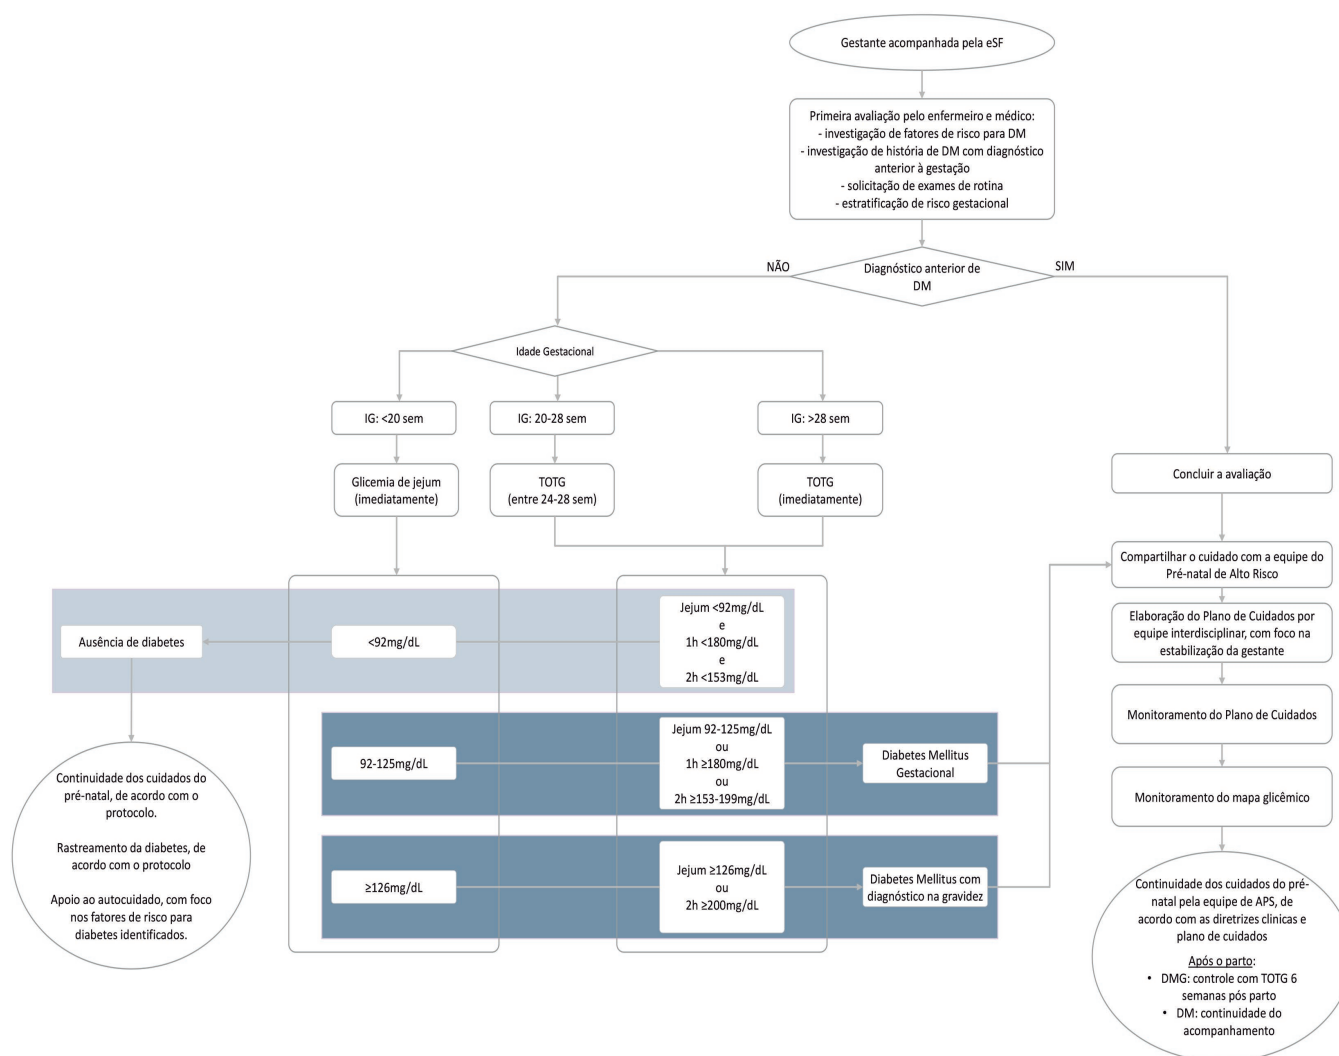 Gestante acompanhada pela eSF
Primeira avaliação pelo enfermeiro e médico:
- investigação de fatores de risco para DM
- investigação de história de DM com diagnóstico
anterior à gestação
- solicitação de exames de rotina
- estratificação de risco gestacional
NÃO
Diagnóstico anterior de
DM
SIM
Idade Gestacional
IG: <20 sem
IG: 20-28 sem
IG: >28 sem
Glicemia de jejum
(imediatamente)
TOTG
(entre 24-28 sem)
TOTG
(imediatamente)
Concluir a avaliação
Compartilhar o cuidado com a equipe do
Pré-natal de Alto Risco
Elaboração do Plano de Cuidados por
equipe interdisciplinar, com foco na
estabilização da gestante
Monitoramento do Plano de Cuidados
Monitoramento do mapa glicêmico
Ausência de diabetes
<92mg/dL
Jejum <92mg/dL
e
1h <180mg/dL
e
2h <153mg/dL
92-125mg/dL
Jejum 92-125mg/dL
ou
1h ≥180mg/dL
ou
2h ≥153-199mg/dL
Diabetes Mellitus
Gestacional
≥126mg/dL
Jejum ≥126mg/dL
ou
2h ≥200mg/dL
Diabetes Mellitus com
diagnóstico na gravidez
Continuidade dos cuidados do
pré-natal, de acordo com o
protocolo.
Rastreamento da diabetes, de
acordo com o protocolo
Apoio ao autocuidado, com foco
nos fatores de risco para
diabetes identificados.
Continuidade dos cuidados do pré-
natal pela equipe de APS, de
acordo com as diretrizes clinicas e
plano de cuidados
Após o parto:
• DMG: controle com TOTG 6
semanas pós parto
• DM: continuidade do
acompanhamento